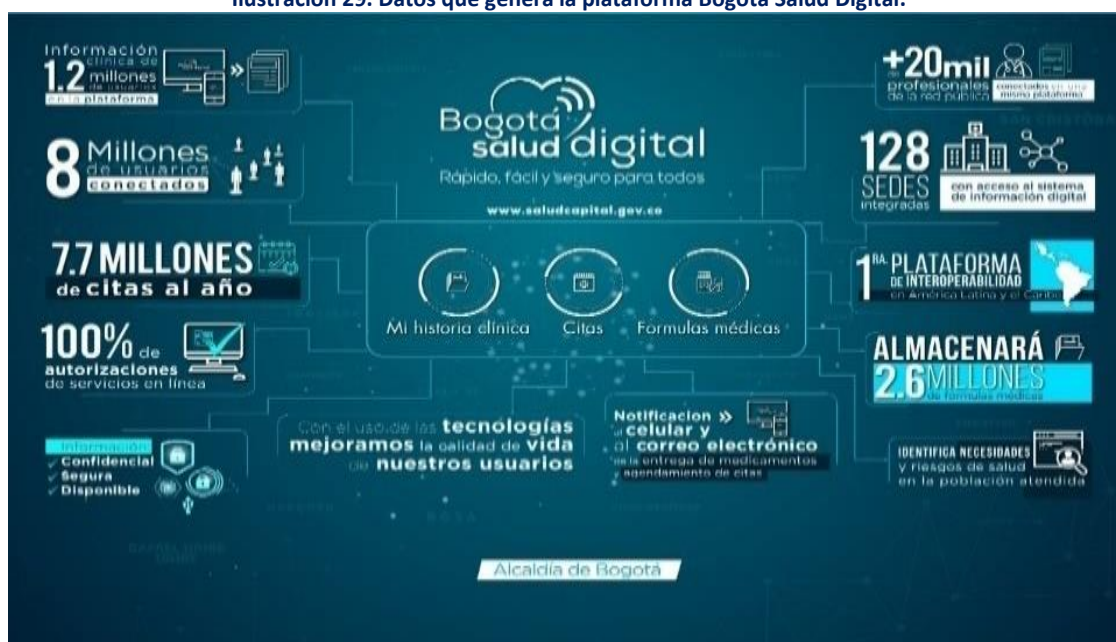 Ilustración 29. Datos que genera la plataforma Bogotá Salud Digital.
Información
clínica de
1.2 millones
de usuarios
en la plataforma
8 Millones
de usuarios
conectados
7.7 MILLONES
de citas al año
100% de
autorizaciones
de servicios en línea
Información
Confidencial
Segura
Disponible
Bogotá
salud digital
Rápido, fácil y seguro para todos
www.saludcapital.gov.co
Mi historia clínica
Citas
Formulas médicas
Con el uso de las tecnologías
mejoramos la calidad de vida
de nuestros usuarios
Notificacion
al celular y
al correo electrónico
de la entrega de medicamentos
agendamiento de citas
+20mil
profesionales
de la red pública
conectados en una
misma plataforma
128
SEDES
integradas
con acceso al sistema
de información digital
1RA. PLATAFORMA
DE INTEROPERABILIDAD
en América Latina y el Caribe
ALMACENARÁ
2.6 MILLONES
de formulas médicas
IDENTIFICA NECESIDADES
y riesgos de salud
en la población atendida
Alcaldía de Bogotá